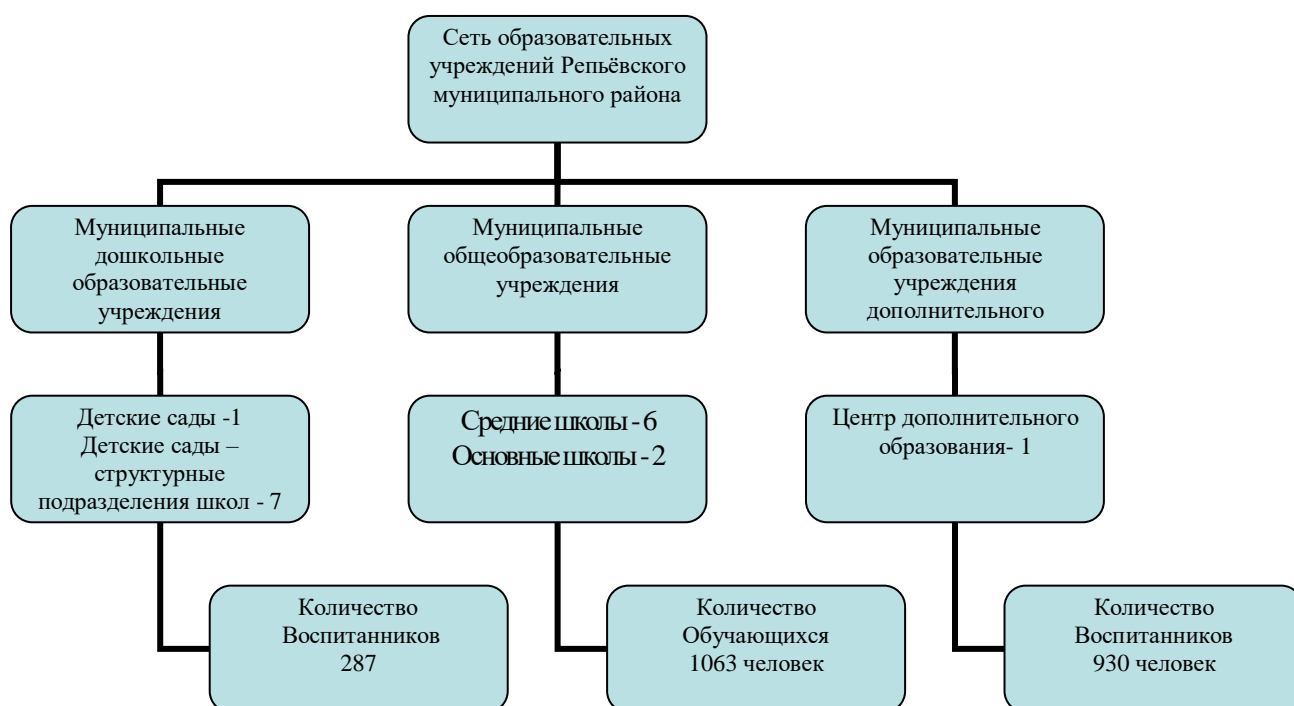 Сеть образовательных
учреждений Репьёвского
муниципального района
Муниципальные
дошкольные
образовательные
учреждения
Муниципальные
общеобразовательные
учреждения
Муниципальные
образовательные
учреждения
дополнительного
Детские сады -1
Детские сады –
структурные
подразделения школ - 7
Средние школы - 6
Основные школы - 2
Центр дополнительного
образования- 1
Количество
Воспитанников
287
Количество
Обучающихся
1063 человек
Количество
Воспитанников
930 человек